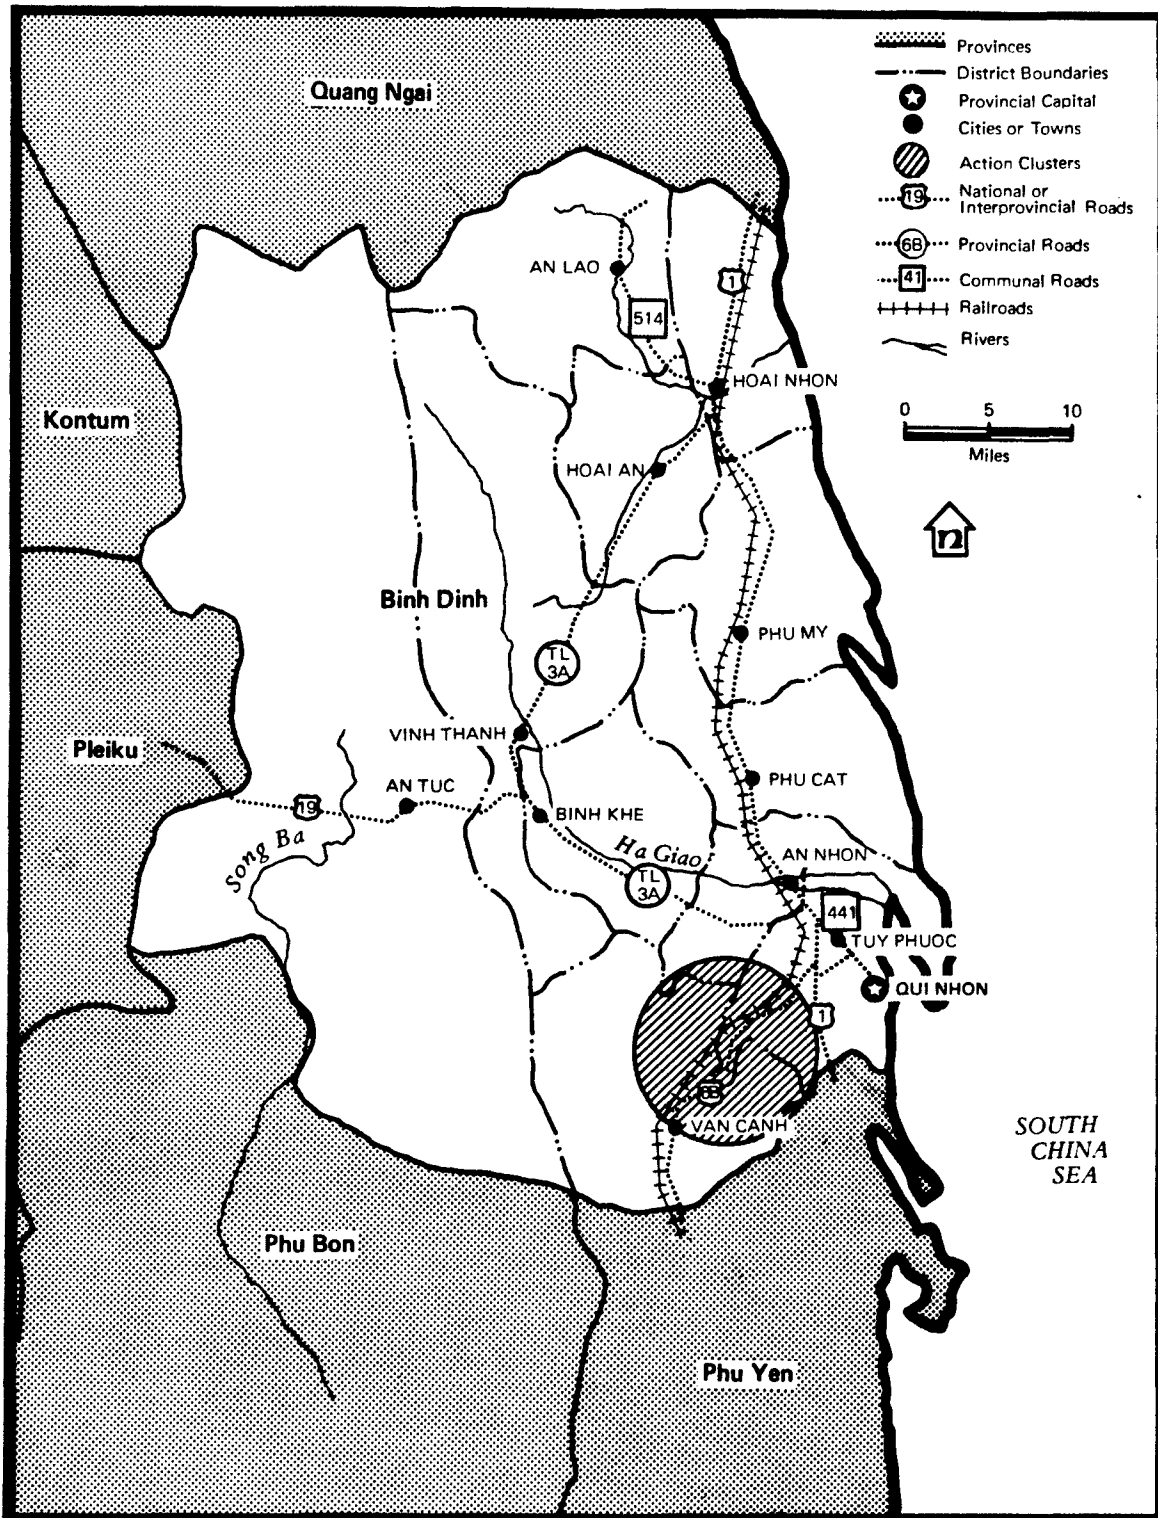 Quang Ngai
Provinces
District Boundaries
Provincial Capital
Cities or Towns
Action Clusters
19
National or
Interprovincial Roads
6B
Provincial Roads
41
Communal Roads
Railroads
Rivers
0 5 10
Miles
n
AN LAO
1
514
HOAI NHON
Kontum
HOAI AN
Binh Dinh
PHU MY
TL
3A
VINH THANH
Pleiku
AN TUC
PHU CAT
19
BINH KHE
Song Ba
Ha Giao
AN NHON
TL
3A
441
TUY PHUOC
QUI NHON
1
6B
VAN CANH
SOUTH
CHINA
SEA
Phu Bon
Phu Yen